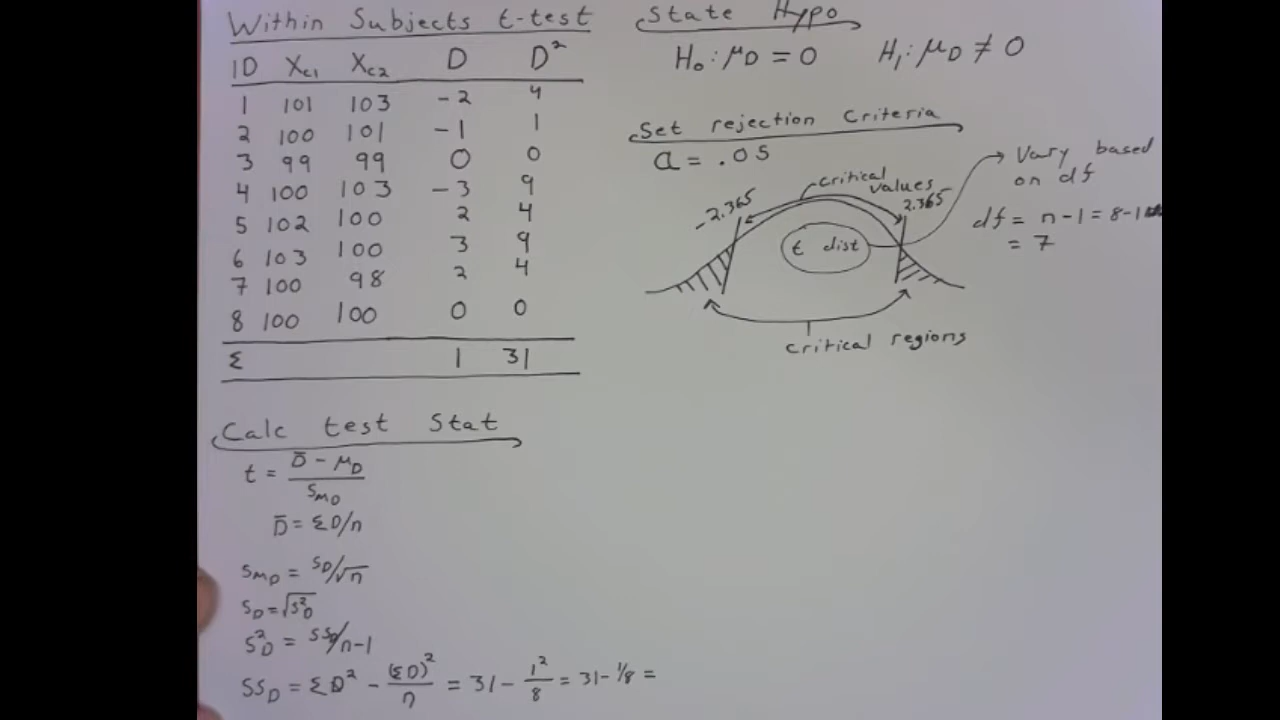 Within Subjects t-test
ID X_c1 X_c2 D D²
1 101 103 -2 4
2 100 101 -1 1
3 99 99 0 0
4 100 103 -3 9
5 102 100 2 4
6 103 100 3 9
7 100 98 2 4
8 100 100 0 0
Σ 1 31
State Hypo
H₀: μ_D = 0 H₁: μ_D ≠ 0
Set rejection Criteria
α = .05
critical
values
-2.365
2.365
t dist
critical regions
Vary based
on df
df = n-1 = 8-1
= 7
Calc test Stat
t = (D̄ - μ_D)/s_MD
D̄ = ΣD/n
s_MD = s_D/√n
s_D = √s²_D
s²_D = SS_D/n-1
SS_D = ΣD² - (ΣD)²/n = 31 - 1²/8 = 31 - 1/8 =